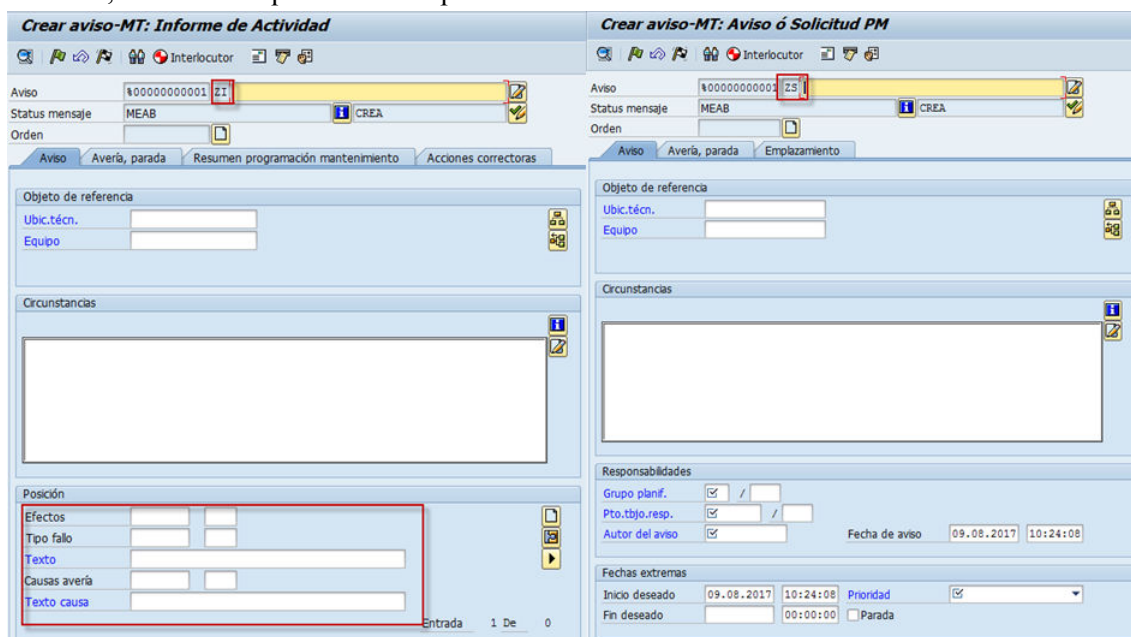 Crear aviso-MT: Informe de Actividad
Interlocutor
Aviso %00000000001 ZI
Status mensaje MEAB CREA
Orden
Aviso Avería, parada Resumen programación mantenimiento Acciones correctoras
Objeto de referencia
Ubic.técn.
Equipo
Circunstancias
Posición
Efectos
Tipo fallo
Texto
Causas avería
Texto causa
Entrada 1 De 0
Crear aviso-MT: Aviso ó Solicitud PM
Interlocutor
Aviso %00000000001 ZS
Status mensaje MEAB CREA
Orden
Aviso Avería, parada Emplazamiento
Objeto de referencia
Ubic.técn.
Equipo
Circunstancias
Responsabilidades
Grupo planif. /
Pto.tbjo.resp. /
Autor del aviso Fecha de aviso 09.08.2017 10:24:08
Fechas extremas
Inicio deseado 09.08.2017 10:24:08 Prioridad
Fin deseado 00:00:00 Parada